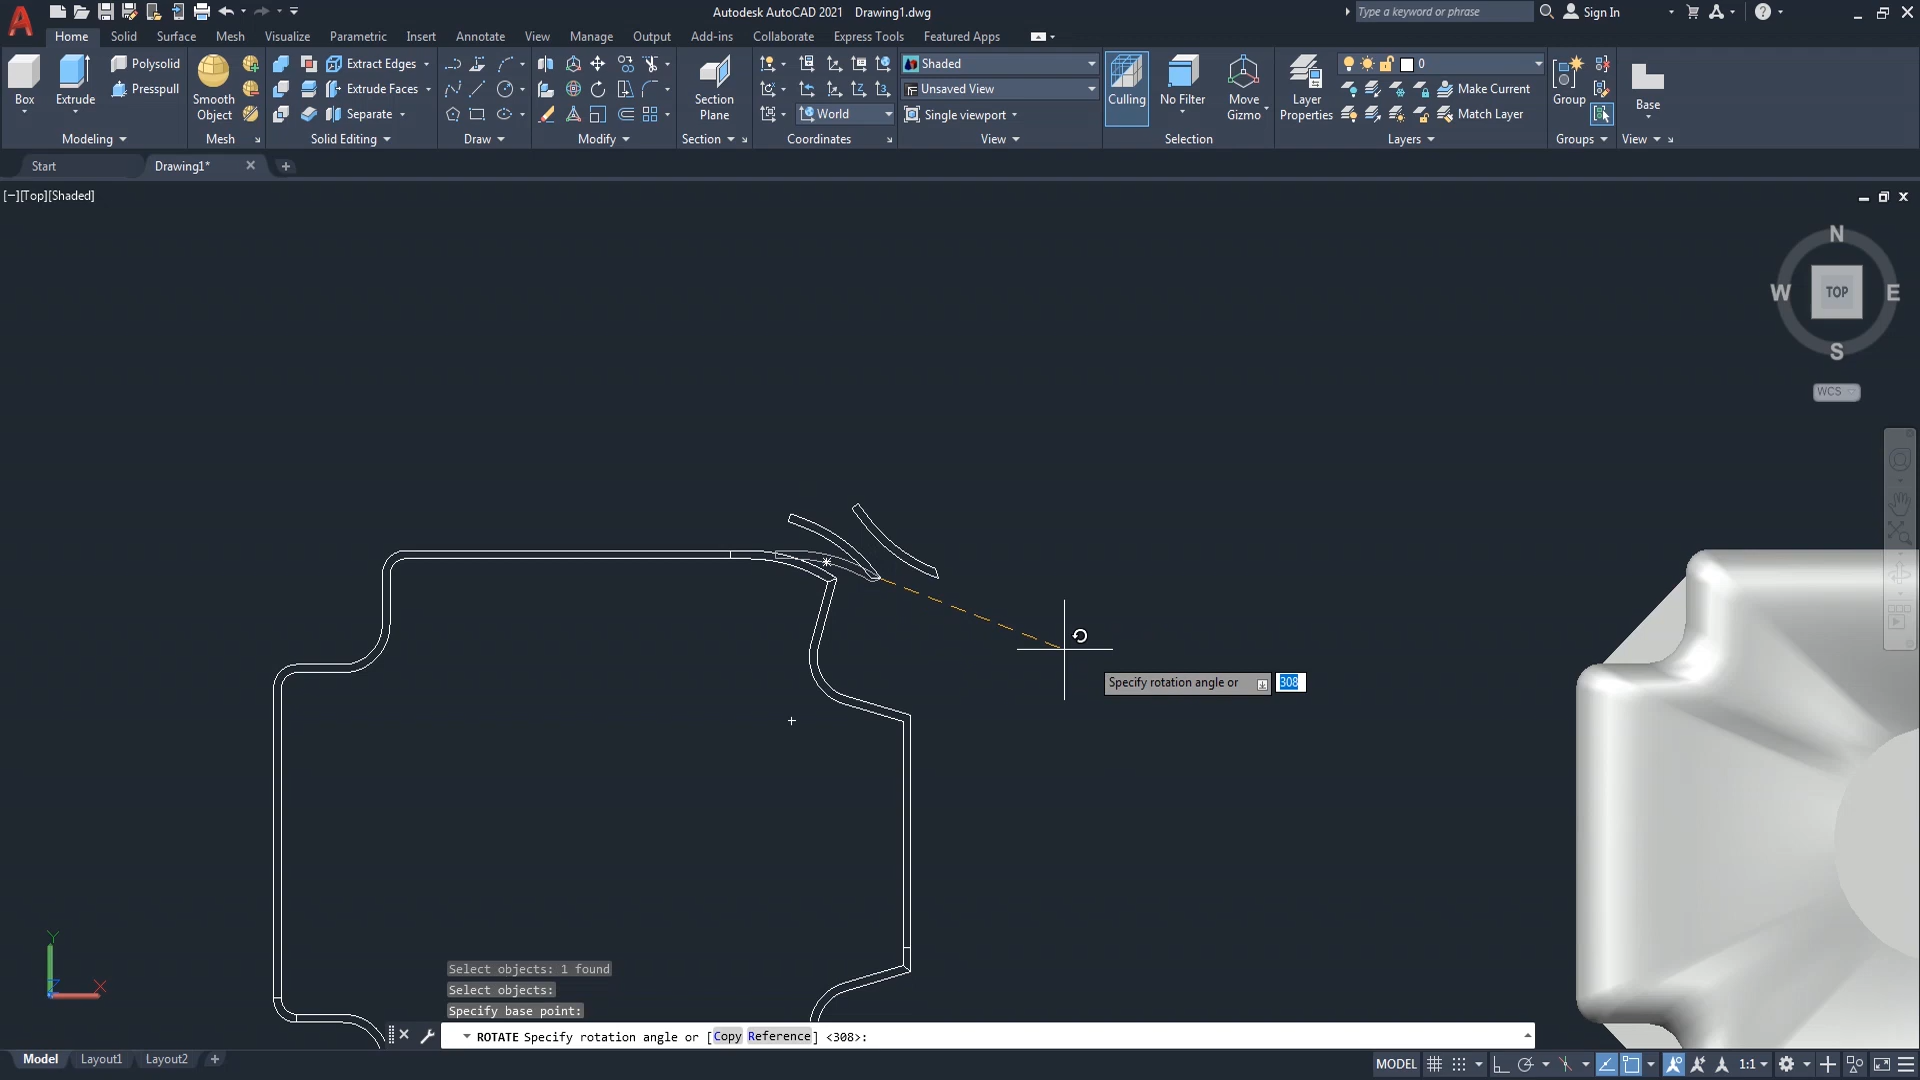 Autodesk AutoCAD 2021 Drawing1.dwg
Type a keyword or phrase
Sign In
Home Solid Surface Mesh Visualize Parametric Insert Annotate View Manage Output Add-ins Collaborate Express Tools Featured Apps
Box
Extrude
Polysolid
Presspull
Modeling
Smooth Object
Mesh
Extract Edges
Extrude Faces
Separate
Solid Editing
Draw
Modify
Section Plane
Section
World
Coordinates
Shaded
Unsaved View
Single viewport
View
Culling
No Filter
Move Gizmo
Selection
Layer Properties
0
Make Current
Match Layer
Layers
Group
Groups
Base
View
Start
Drawing1*
[−][Top][Shaded]
N
W TOP E
S
WCS
Specify rotation angle or 308
Y
X
Z
Select objects: 1 found
Select objects:
Specify base point:
ROTATE Specify rotation angle or [Copy Reference] <308>:
Model Layout1 Layout2
MODEL 1:1